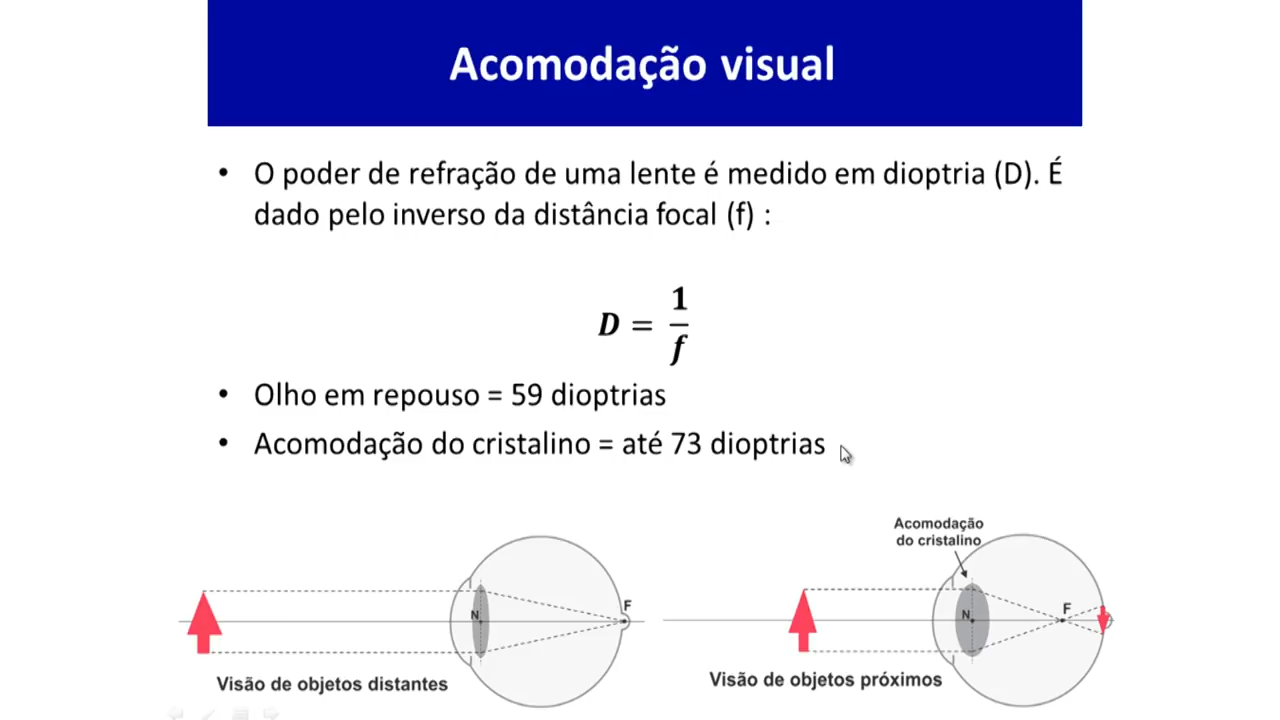 Acomodação visual
• O poder de refração de uma lente é medido em dioptria (D). É
dado pelo inverso da distância focal (f) :
D = 1/f
• Olho em repouso = 59 dioptrias
• Acomodação do cristalino = até 73 dioptrias
Acomodação
do cristalino
F
N
Visão de objetos distantes
F
N
Visão de objetos próximos